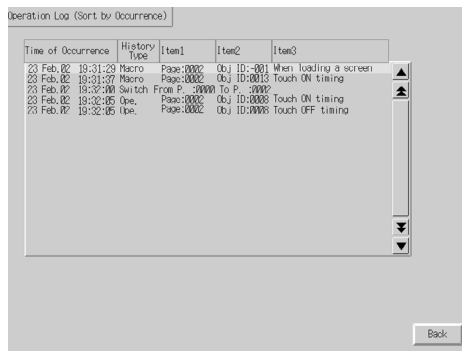 Operation Log (Sort by Occurrence)
Time of Occurrence History Type Item1 Item2 Item3
23 Feb.02 19:31:29 Macro Page:0002 Obj ID:-001 When loading a screen
23 Feb.02 19:31:37 Macro Page:0002 Obj ID:0013 Touch ON timing
23 Feb.02 19:32:00 Switch From P. :0000 To P. :0002
23 Feb.02 19:32:05 Ope. Page:0002 Obj ID:0008 Touch ON timing
23 Feb.02 19:32:05 Ope. Page:0002 Obj ID:0008 Touch OFF timing
Back